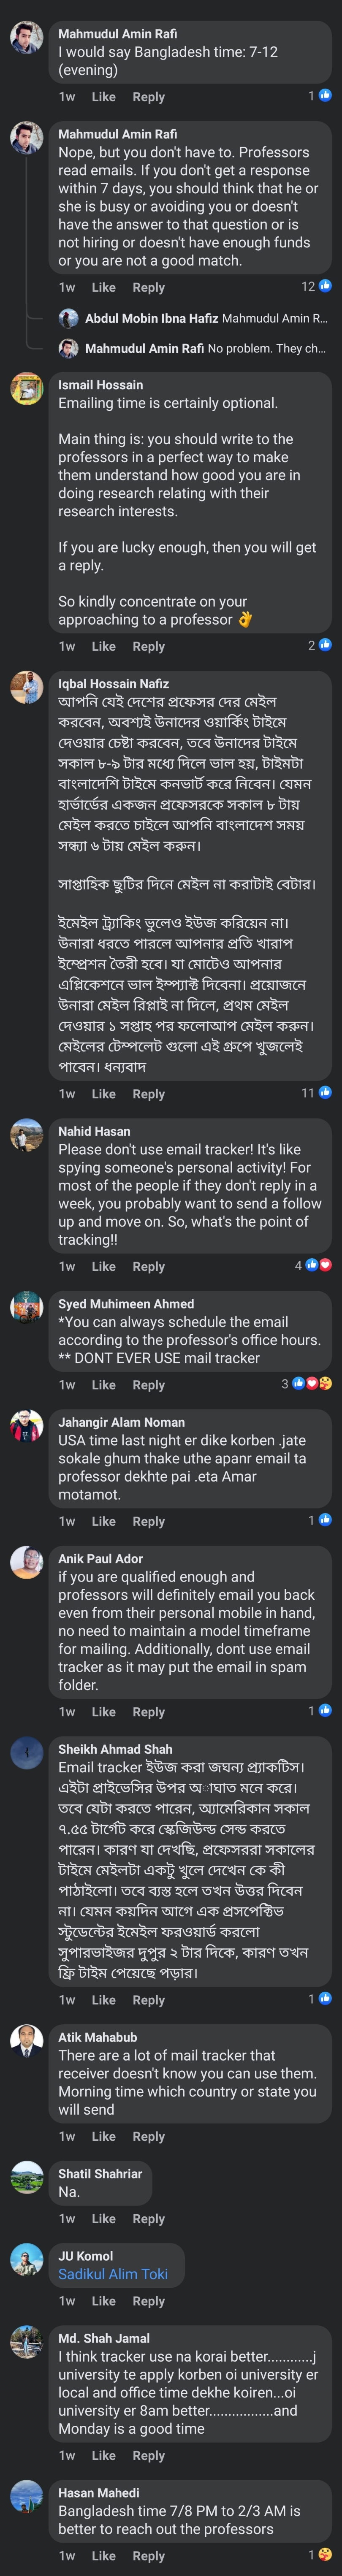 Mahmudul Amin Rafi
I would say Bangladesh time: 7-12
(evening)
1w Like Reply 1
Mahmudul Amin Rafi
Nope, but you don't have to. Professors
read emails. If you don't get a response
within 7 days, you should think that he or
she is busy or avoiding you or doesn't
have the answer to that question or is
not hiring or doesn't have enough funds
or you are not a good match.
1w Like Reply 12
Abdul Mobin Ibna Hafiz Mahmudul Amin R...
Mahmudul Amin Rafi No problem. They ch...
Ismail Hossain
Emailing time is certainly optional.
Main thing is: you should write to the
professors in a perfect way to make
them understand how good you are in
doing research relating with their
research interests.
If you are lucky enough, then you will get
a reply.
So kindly concentrate on your
approaching to a professor 👌
1w Like Reply 2
Iqbal Hossain Nafiz
আপনি যেই দেশের প্রফেসর দের মেইল
করবেন, অবশ্যই উনাদের ওয়ার্কিং টাইমে
দেওয়ার চেষ্টা করবেন, তবে উনাদের টাইমে
সকাল ৮-৯ টার মধ্যে দিলে ভাল হয়, টাইমটা
বাংলাদেশি টাইমে কনভার্ট করে নিবেন। যেমন
হার্ভার্ডের একজন প্রফেসরকে সকাল ৮ টায়
মেইল করতে চাইলে আপনি বাংলাদেশ সময়
সন্ধ্যা ৬ টায় মেইল করুন।
সাপ্তাহিক ছুটির দিনে মেইল না করাটাই বেটার।
ইমেইল ট্র্যাকিং ভুলেও ইউজ করিয়েন না।
উনারা ধরতে পারলে আপনার প্রতি খারাপ
ইম্প্রেশন তৈরী হবে। যা মোটেও আপনার
এপ্লিকেশনে ভাল ইম্প্যাক্ট দিবেনা। প্রয়োজনে
উনারা মেইল রিপ্লাই না দিলে, প্রথম মেইল
দেওয়ার ১ সপ্তাহ পর ফলোআপ মেইল করুন।
মেইলের টেম্পলেট গুলো এই গ্রুপে খুজলেই
পাবেন। ধন্যবাদ
1w Like Reply 11
Nahid Hasan
Please don't use email tracker! It's like
spying someone's personal activity! For
most of the people if they don't reply in a
week, you probably want to send a follow
up and move on. So, what's the point of
tracking!!
1w Like Reply 4
Syed Muhimeen Ahmed
*You can always schedule the email
according to the professor's office hours.
** DONT EVER USE mail tracker
1w Like Reply 3
Jahangir Alam Noman
USA time last night er dike korben .jate
sokale ghum thake uthe apanr email ta
professor dekhte pai .eta Amar
motamot.
1w Like Reply 1
Anik Paul Ador
if you are qualified enough and
professors will definitely email you back
even from their personal mobile in hand,
no need to maintain a model timeframe
for mailing. Additionally, dont use email
tracker as it may put the email in spam
folder.
1w Like Reply 1
Sheikh Ahmad Shah
Email tracker ইউজ করা জঘন্য প্র্যাকটিস।
এইটা প্রাইভেসির উপর অাঘাত মনে করে।
তবে যেটা করতে পারেন, অ্যামেরিকান সকাল
৭.৫৫ টার্গেট করে স্কেজিউল্ড সেন্ড করতে
পারেন। কারণ যা দেখছি, প্রফেসররা সকালের
টাইমে মেইলটা একটু খুলে দেখেন কে কী
পাঠাইলো। তবে ব্যস্ত হলে তখন উত্তর দিবেন
না। যেমন কয়দিন আগে এক প্রসপেক্টিভ
স্টুডেন্টের ইমেইল ফরওয়ার্ড করলো
সুপারভাইজর দুপুর ২ টার দিকে, কারণ তখন
ফ্রি টাইম পেয়েছে পড়ার।
1w Like Reply 1
Atik Mahabub
There are a lot of mail tracker that
receiver doesn't know you can use them.
Morning time which country or state you
will send
1w Like Reply
Shatil Shahriar
Na.
1w Like Reply
JU Komol
Sadikul Alim Toki
1w Like Reply
Md. Shah Jamal
I think tracker use na korai better............j
university te apply korben oi university er
local and office time dekhe koiren...oi
university er 8am better.................and
Monday is a good time
1w Like Reply
Hasan Mahedi
Bangladesh time 7/8 PM to 2/3 AM is
better to reach out the professors
1w Like Reply 1